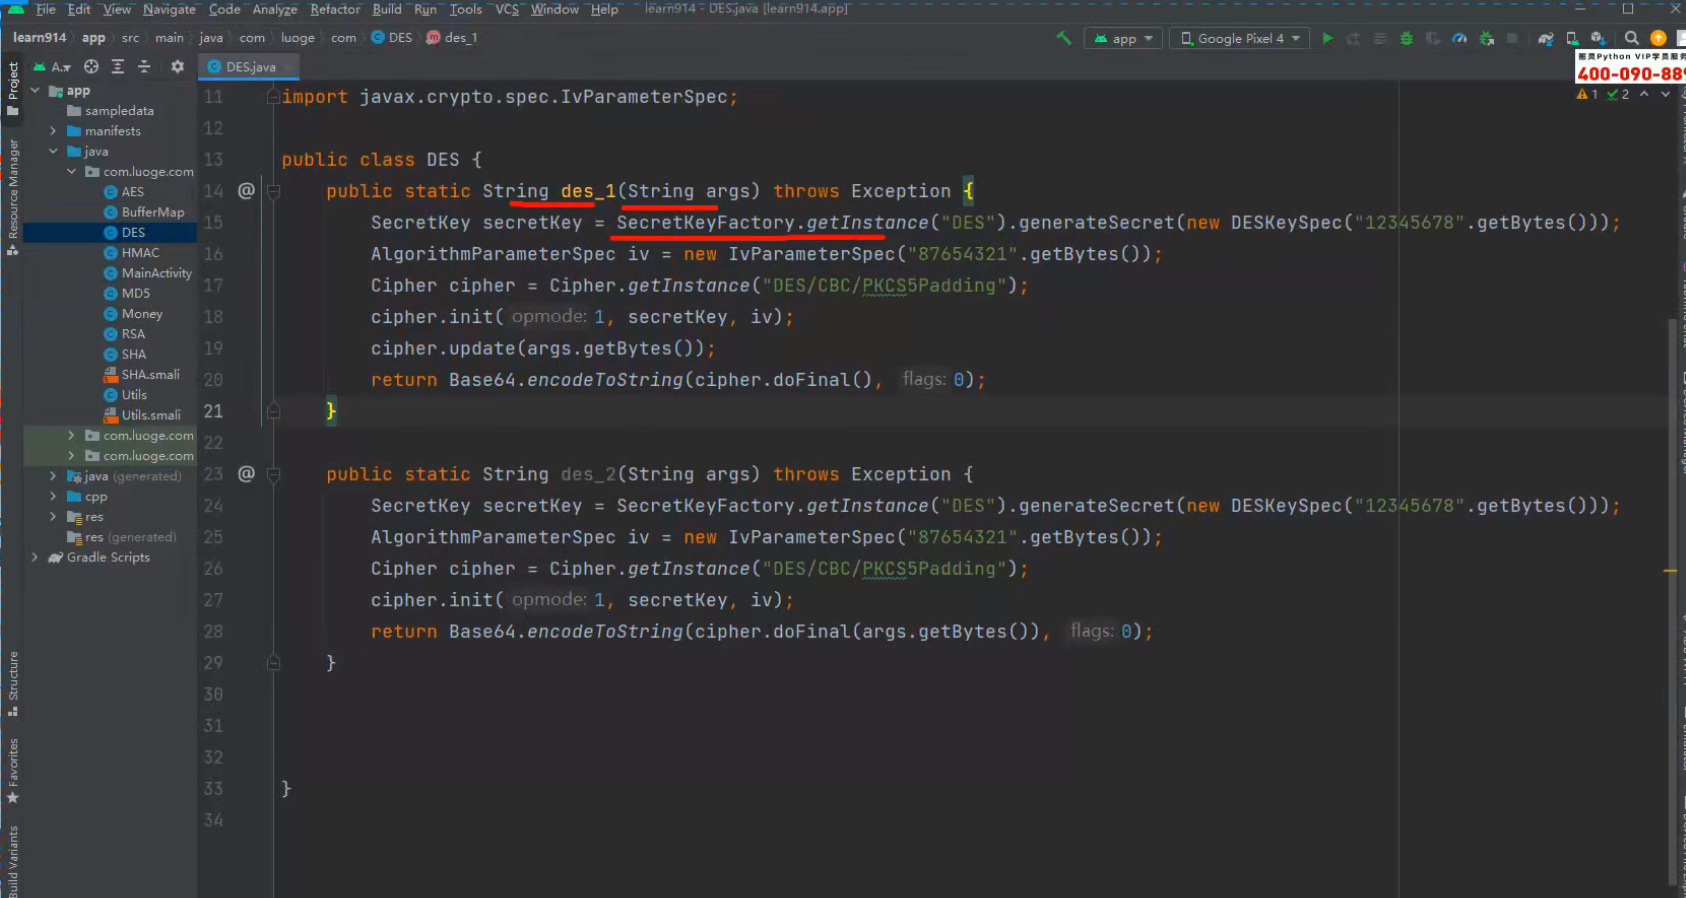 File Edit View Navigate Code Analyze Refactor Build Run Tools VCS Window Help learn914 - DES.java [learn914.app]
learn914 app src main java com luoge com DES des_1 app Google Pixel 4
Python VIP学员服务
400-090-889
Project
Resource Manager
Structure
Favorites
Build Variants
A..
app
sampledata
manifests
java
com.luoge.com
AES
BufferMap
DES
HMAC
MainActivity
MD5
Money
RSA
SHA
SHA.smali
Utils
Utils.smali
com.luoge.com
com.luoge.com
java (generated)
cpp
res
res (generated)
Gradle Scripts
DES.java
1 2
11 import javax.crypto.spec.IvParameterSpec;
12
13 public class DES {
14 @ public static String des_1(String args) throws Exception {
15 SecretKey secretKey = SecretKeyFactory.getInstance("DES").generateSecret(new DESKeySpec("12345678".getBytes()));
16 AlgorithmParameterSpec iv = new IvParameterSpec("87654321".getBytes());
17 Cipher cipher = Cipher.getInstance("DES/CBC/PKCS5Padding");
18 cipher.init( opmode: 1, secretKey, iv);
19 cipher.update(args.getBytes());
20 return Base64.encodeToString(cipher.doFinal(), flags: 0);
21 }
22
23 @ public static String des_2(String args) throws Exception {
24 SecretKey secretKey = SecretKeyFactory.getInstance("DES").generateSecret(new DESKeySpec("12345678".getBytes()));
25 AlgorithmParameterSpec iv = new IvParameterSpec("87654321".getBytes());
26 Cipher cipher = Cipher.getInstance("DES/CBC/PKCS5Padding");
27 cipher.init( opmode: 1, secretKey, iv);
28 return Base64.encodeToString(cipher.doFinal(args.getBytes()), flags: 0);
29 }
30
31
32
33 }
34